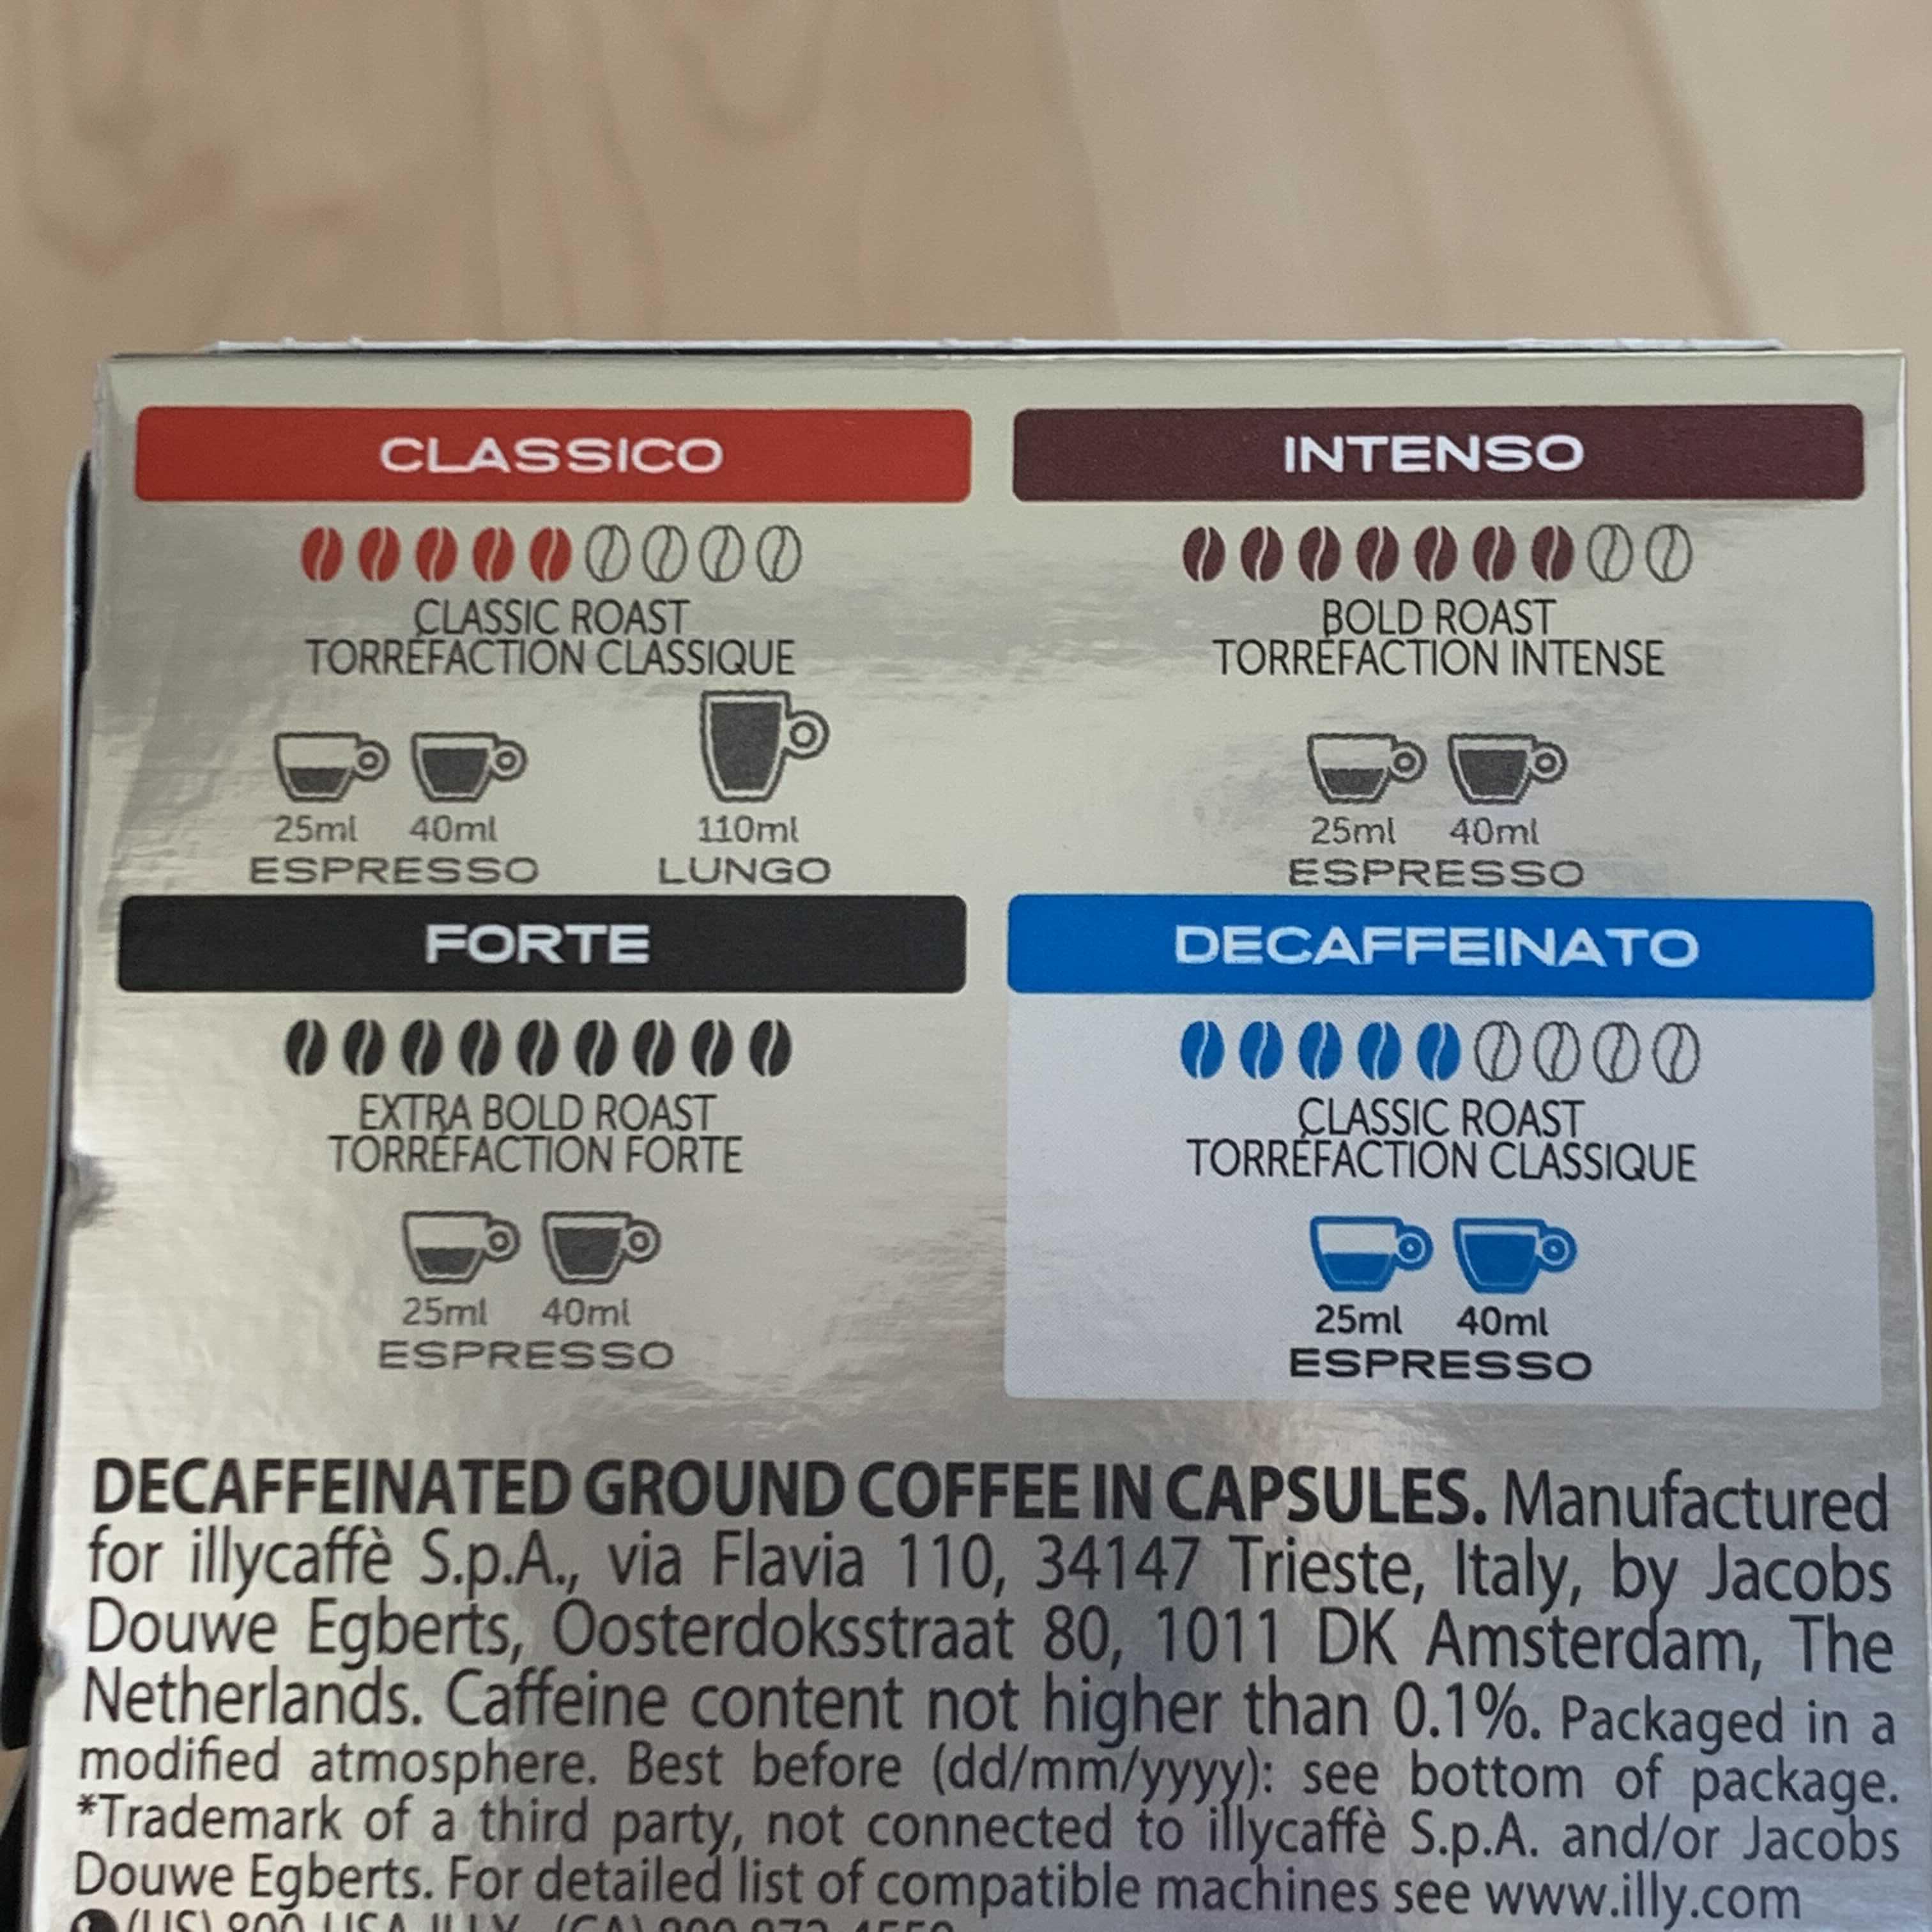 CLASSICO
CLASSIC ROAST
TORRÉFACTION CLASSIQUE
25ml 40ml 110ml
ESPRESSO LUNGO
INTENSO
BOLD ROAST
TORRÉFACTION INTENSE
25ml 40ml
ESPRESSO
FORTE
EXTRA BOLD ROAST
TORRÉFACTION FORTE
25ml 40ml
ESPRESSO
DECAFFEINATO
CLASSIC ROAST
TORRÉFACTION CLASSIQUE
25ml 40ml
ESPRESSO
DECAFFEINATED GROUND COFFEE IN CAPSULES. Manufactured
for illycaffè S.p.A., via Flavia 110, 34147 Trieste, Italy, by Jacobs
Douwe Egberts, Oosterdoksstraat 80, 1011 DK Amsterdam, The
Netherlands. Caffeine content not higher than 0.1%. Packaged in a
modified atmosphere. Best before (dd/mm/yyyy): see bottom of package.
*Trademark of a third party, not connected to illycaffè S.p.A. and/or Jacobs
Douwe Egberts. For detailed list of compatible machines see www.illy.com
(US) 800 USA ILLY (CA)